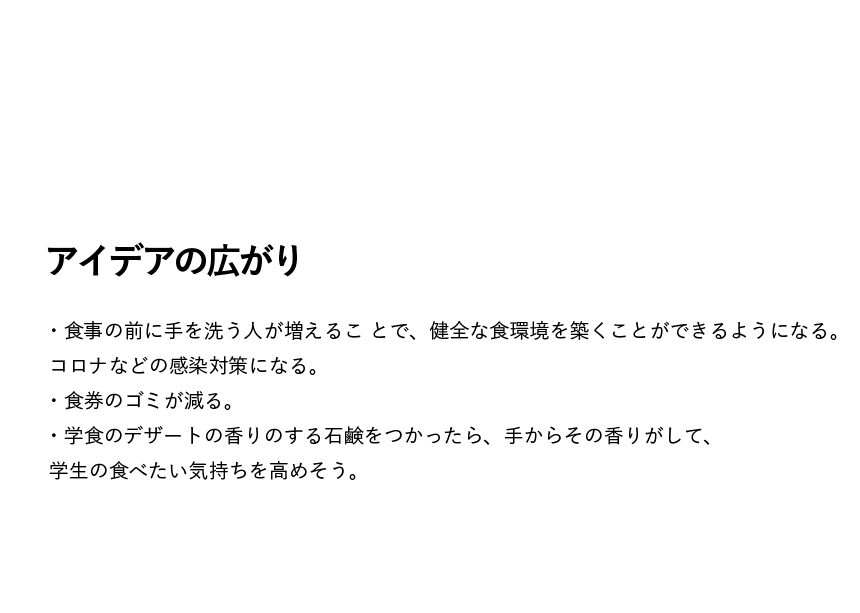 アイデアの広がり
・食事の前に手を洗う人が増えるこ とで、健全な食環境を築くことができるようになる。
コロナなどの感染対策になる。
・食券のゴミが減る。
・学食のデザートの香りのする石鹸をつかったら、手からその香りがして、
学生の食べたい気持ちを高めそう。